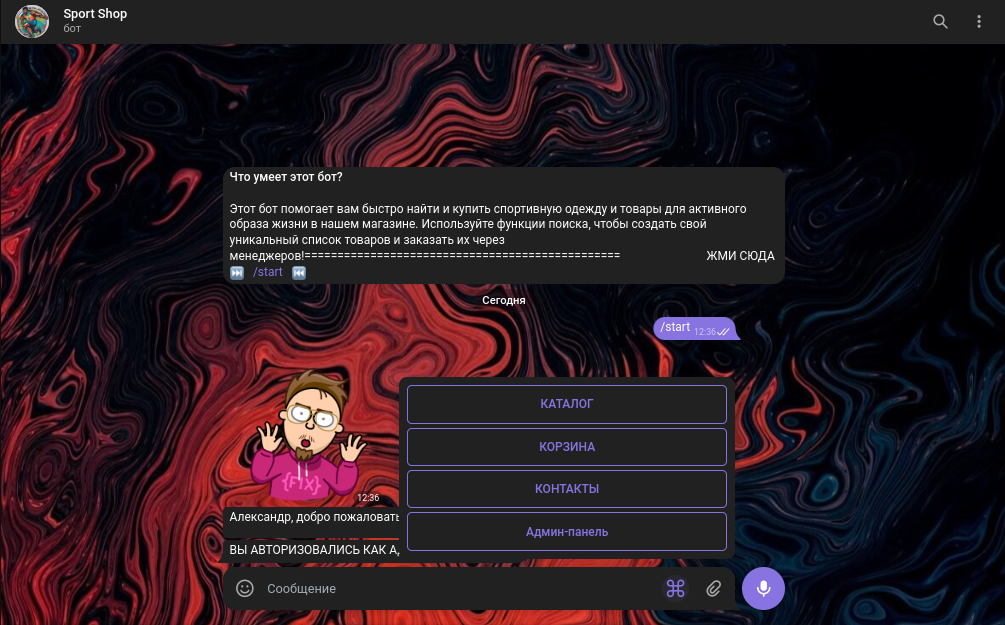 Sport Shop
бот
Что умеет этот бот?
Этот бот помогает вам быстро найти и купить спортивную одежду и товары для активного
образа жизни в нашем магазине. Используйте функции поиска, чтобы создать свой
уникальный список товаров и заказать их через
менеджеров!================================================ ЖМИ СЮДА
⏭ /start ⏮
Сегодня
/start 12:36
{F!x}
12:36
Александр, добро пожаловать
ВЫ АВТОРИЗОВАЛИСЬ КАК
КАТАЛОГ
КОРЗИНА
КОНТАКТЫ
Админ-панель
Сообщение